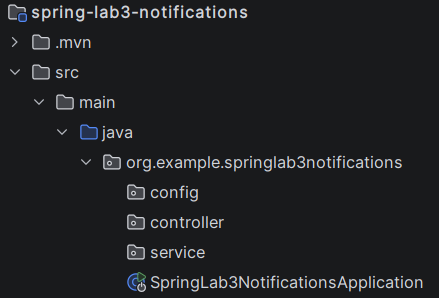 spring-lab3-notifications
.mvn
src
main
java
org.example.springlab3notifications
config
controller
service
SpringLab3NotificationsApplication